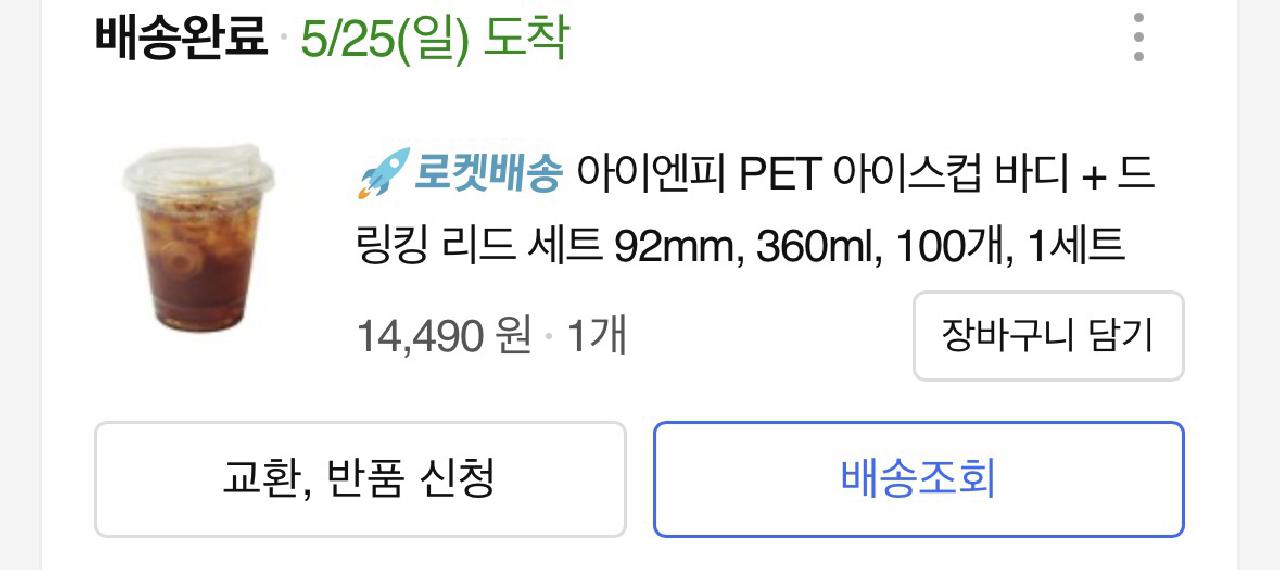 배송완료 · 5/25(일) 도착
로켓배송 아이엔피 PET 아이스컵 바디 + 드
링킹 리드 세트 92mm, 360ml, 100개, 1세트
14,490 원 · 1개
장바구니 담기
교환, 반품 신청
배송조회